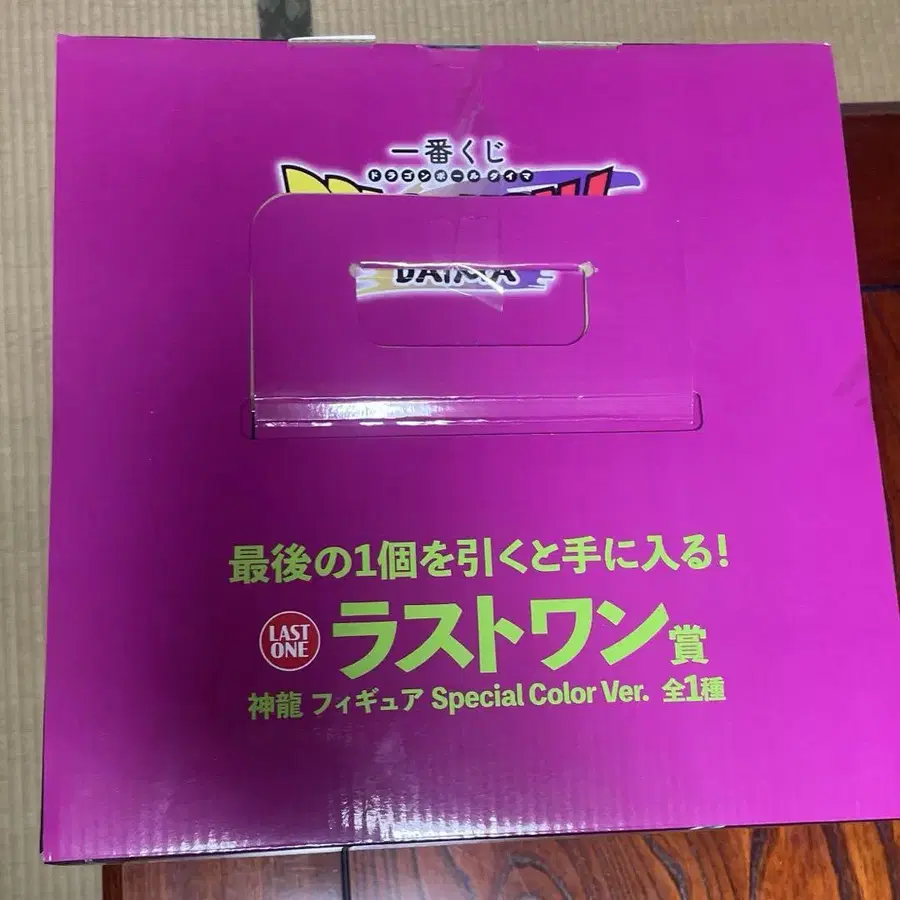 一番くじ
ドラゴンボール ダイマ
DAIMA
最後の1個を引くと手に入る!
LAST
ONE
ラストワン賞
神龍 フィギュア Special Color Ver. 全1種